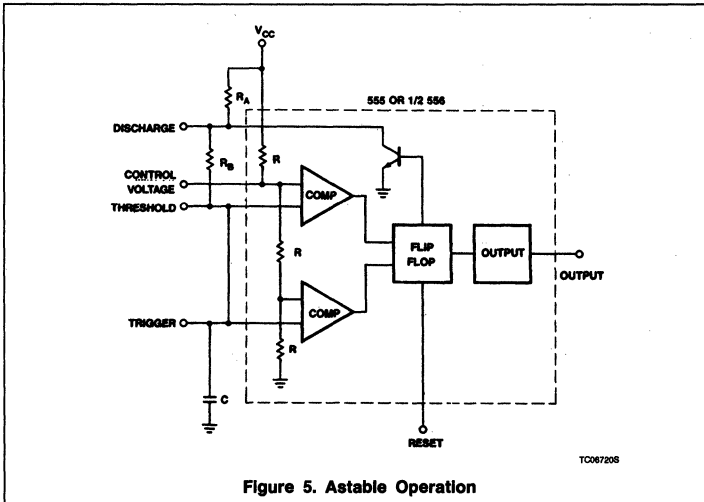 VCC
RA
555 OR 1/2 556
DISCHARGE
RB
R
CONTROL
VOLTAGE
COMP
THRESHOLD
R
FLIP
FLOP
OUTPUT
OUTPUT
COMP
TRIGGER
R
C
RESET
TC06720S
Figure 5. Astable Operation